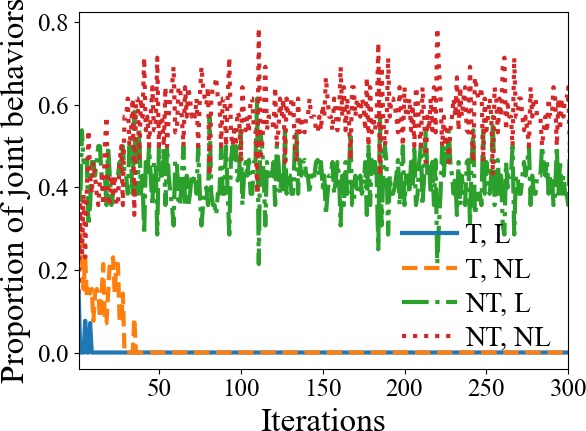 Proportion of joint behaviors
0.8
0.6
0.4
0.2
0.0
T, L
T, NL
NT, L
NT, NL
50 100 150 200 250 300
Iterations